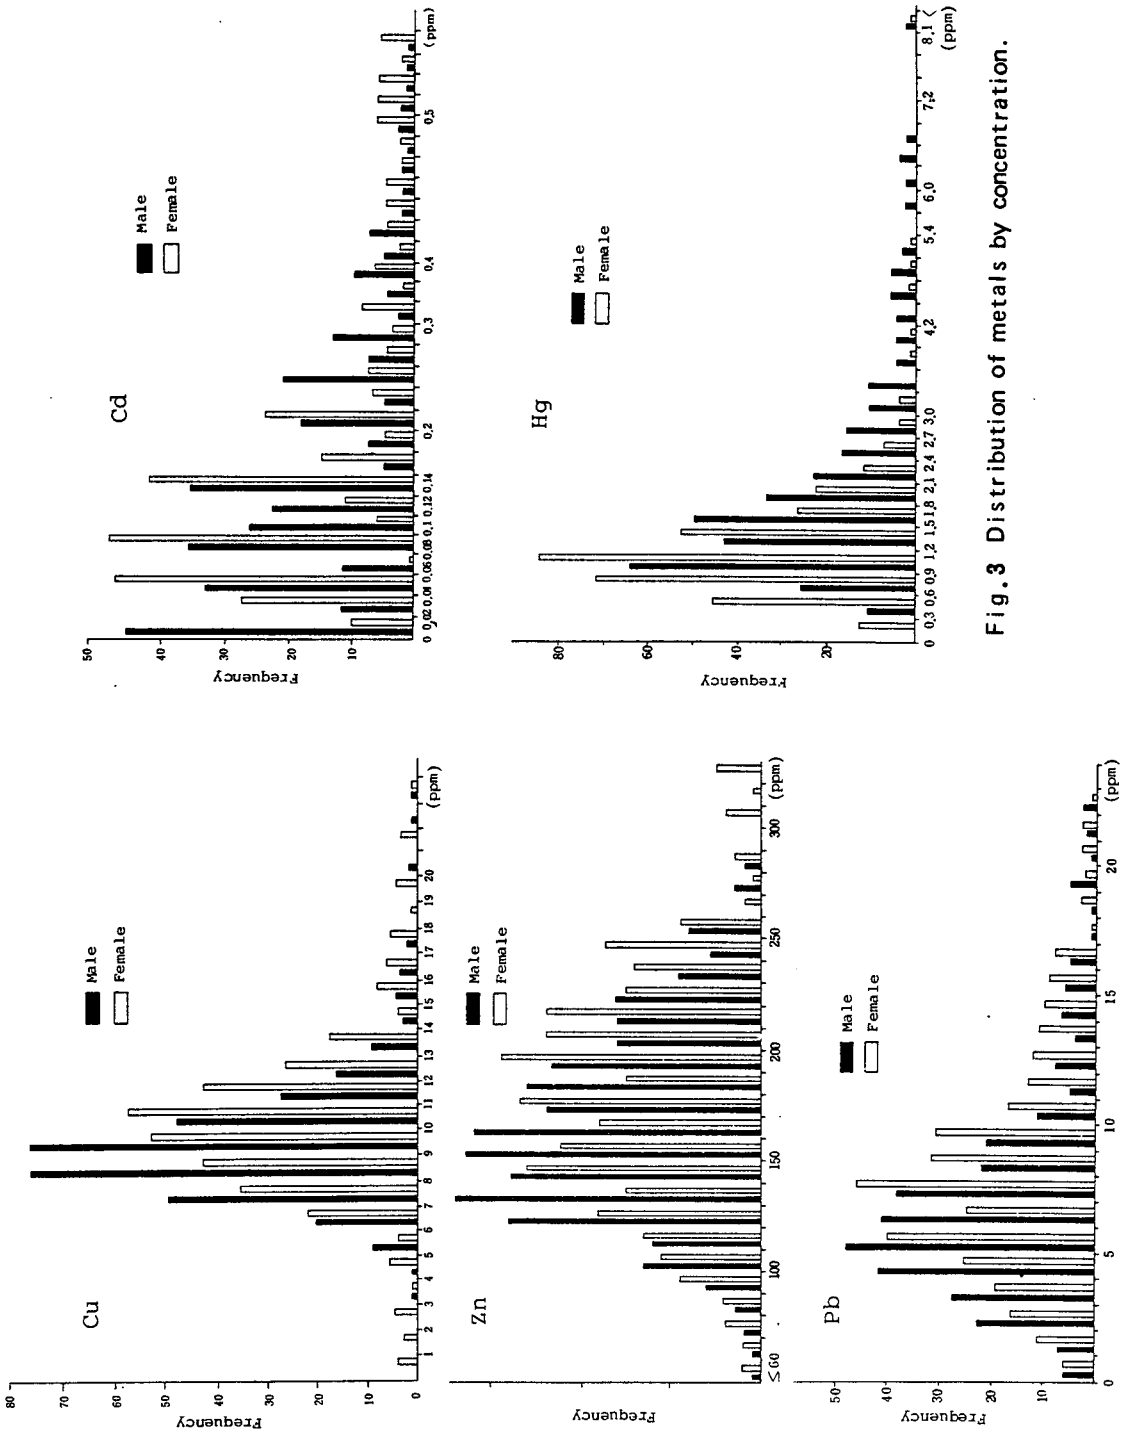 Cu
Male
Female
Frequency
80
70
60
50
40
30
20
10
0
1 2 3 4 5 6 7 8 9 10 11 12 13 14 15 16 17 18 19 20 (ppm)
Zn
Male
Female
Frequency
≤60 100 150 200 250 300 (ppm)
Pb
Male
Female
Frequency
50
40
30
20
10
0 5 10 15 20 (ppm)
Cd
Male
Female
Frequency
50
40
30
20
10
0 0.02 0.04 0.06 0.08 0.1 0.12 0.14 0.2 0.3 0.4 0.5 (ppm)
Hg
Male
Female
Frequency
80
60
40
20
0 0.3 0.6 0.9 1.2 1.5 1.8 2.1 2.4 2.7 3.0 4.2 5.4 6.0 7.2 8.1 <
(ppm)
Fig.3 Distribution of metals by concentration.